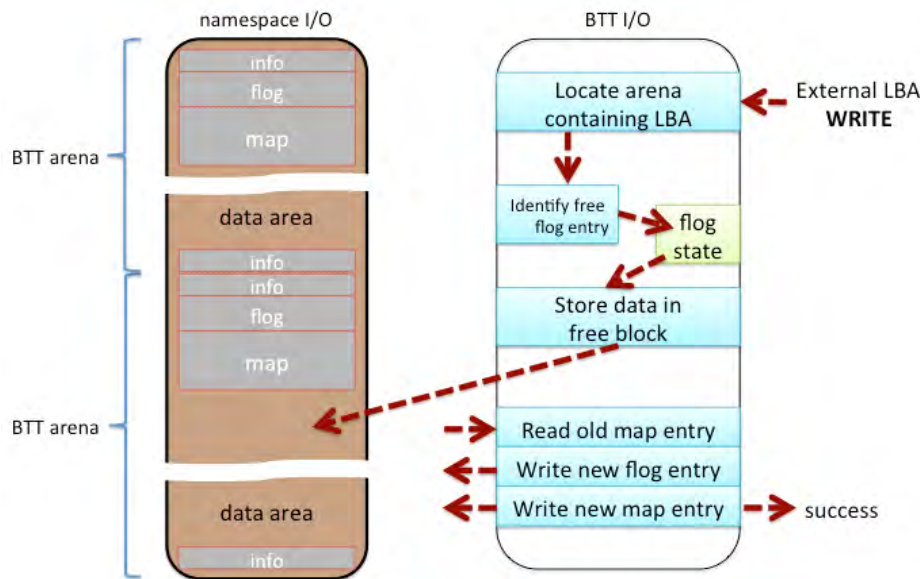 namespace I/O
BTT I/O
BTT arena
BTT arena
info
flog
map
data area
info
info
flog
map
data area
info
Locate arena
containing LBA
External LBA
WRITE
Identify free
flog entry
flog
state
Store data in
free block
Read old map entry
Write new flog entry
Write new map entry
success